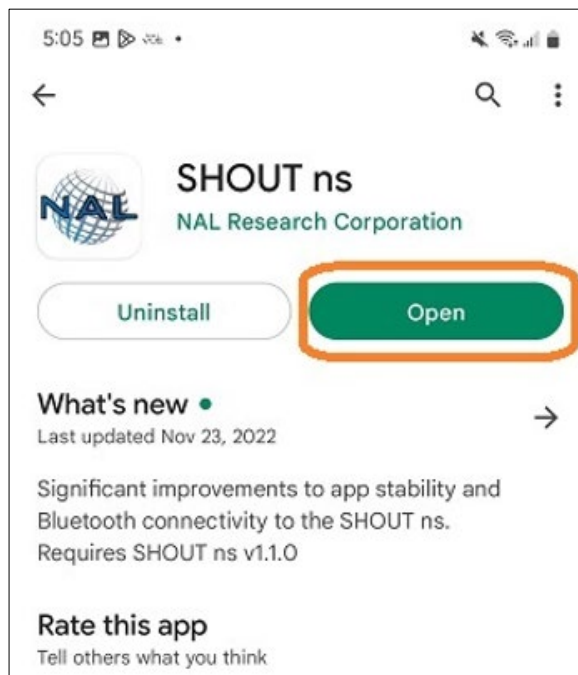 5:05
SHOUT ns
NAL
NAL Research Corporation
Uninstall
Open
What's new
Last updated Nov 23, 2022
Significant improvements to app stability and
Bluetooth connectivity to the SHOUT ns.
Requires SHOUT ns v1.1.0
Rate this app
Tell others what you think